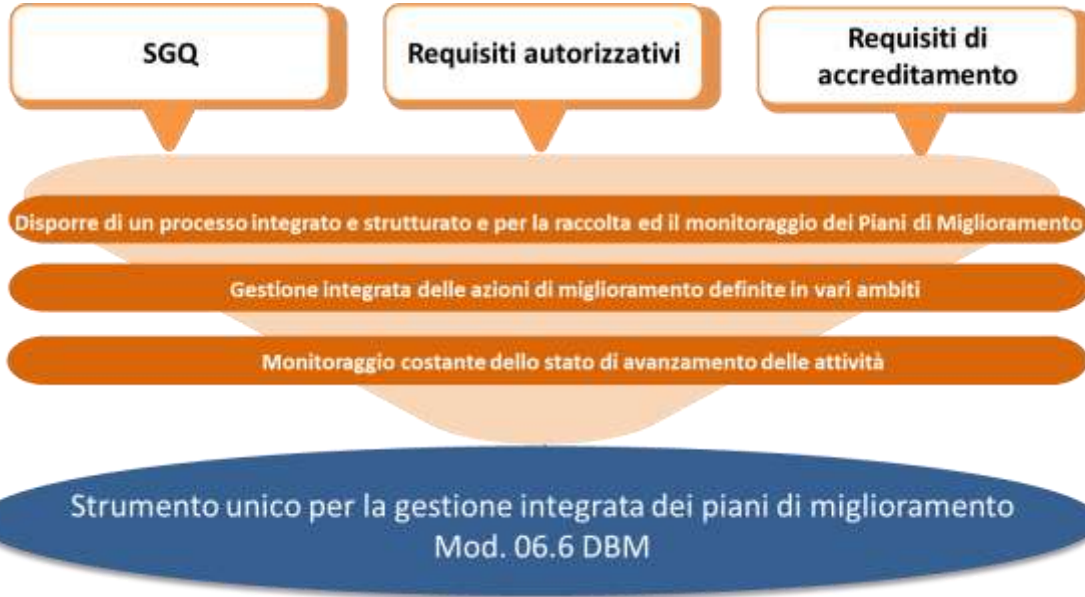 SGQ
Requisiti autorizzativi
Requisiti di
accreditamento
Disporre di un processo integrato e strutturato e per la raccolta ed il monitoraggio dei Piani di Miglioramento
Gestione integrata delle azioni di miglioramento definite in vari ambiti
Monitoraggio costante dello stato di avanzamento delle attività
Strumento unico per la gestione integrata dei piani di miglioramento
Mod. 06.6 DBM